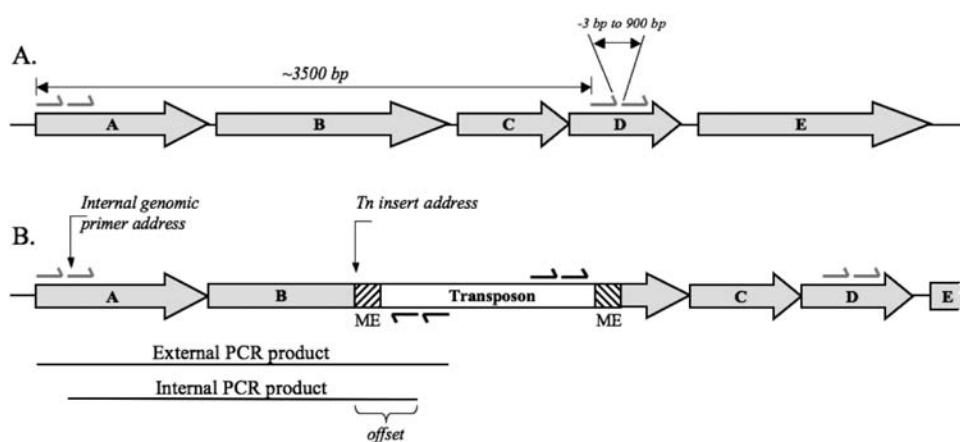 -3 bp to 900 bp
A.
~3500 bp
A B C D E
Internal genomic
primer address
Tn insert address
B.
A B Transposon C D E
ME ME
External PCR product
Internal PCR product
offset